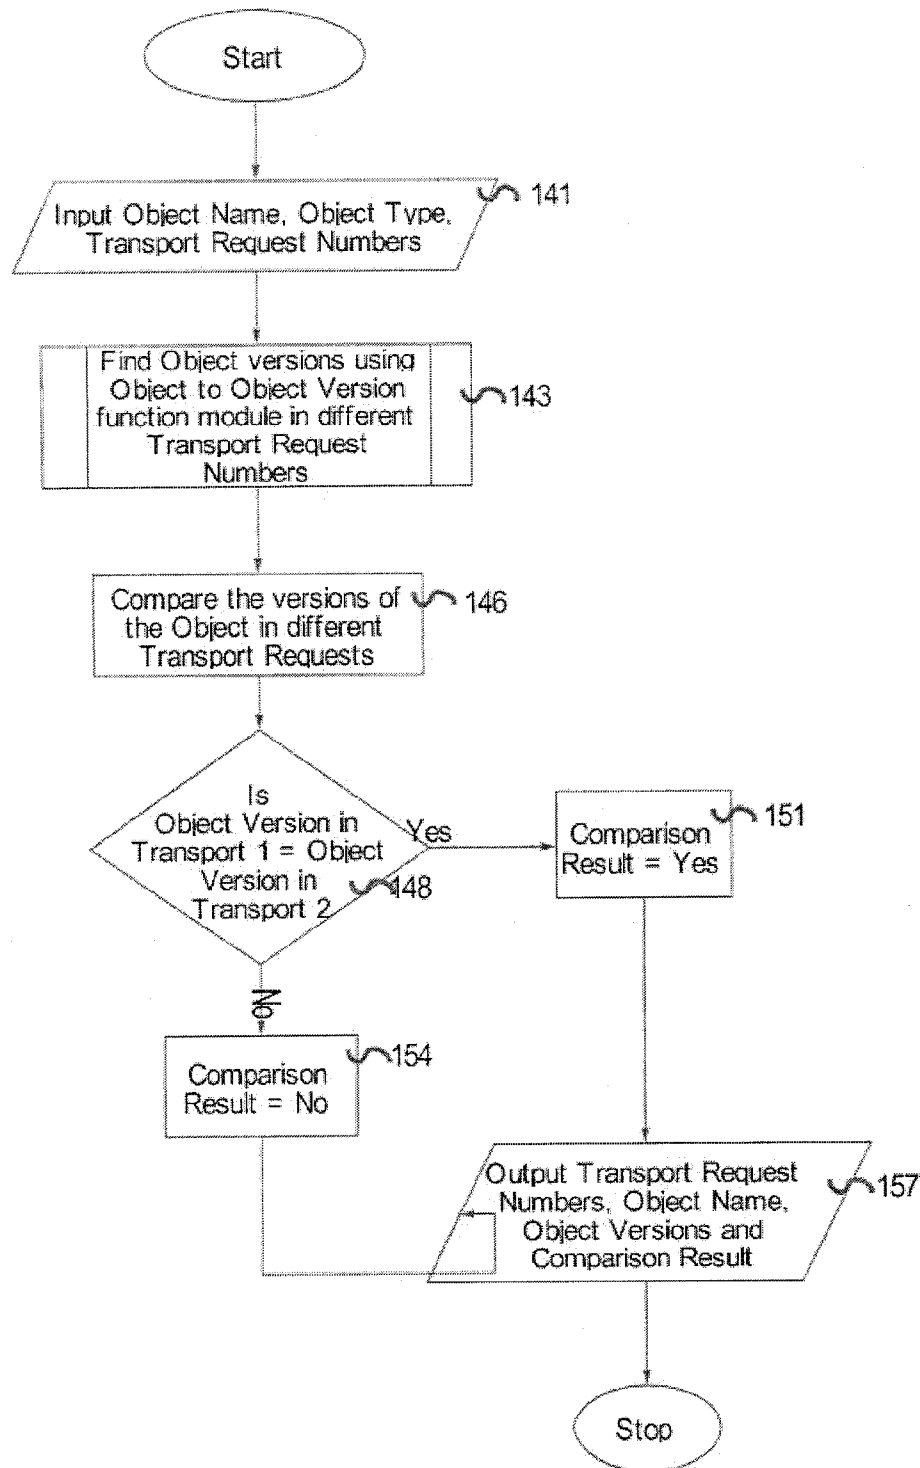 Start
141
Input Object Name, Object Type,
Transport Request Numbers
Find Object versions using
Object to Object Version
function module in different
Transport Request
Numbers
143
Compare the versions of
the Object in different
Transport Requests
146
Is
Object Version in
Transport 1 = Object
Version in
Transport 2
148
Yes
Comparison
Result = Yes
151
No
Comparison
Result = No
154
Output Transport Request
Numbers, Object Name,
Object Versions and
Comparison Result
157
Stop